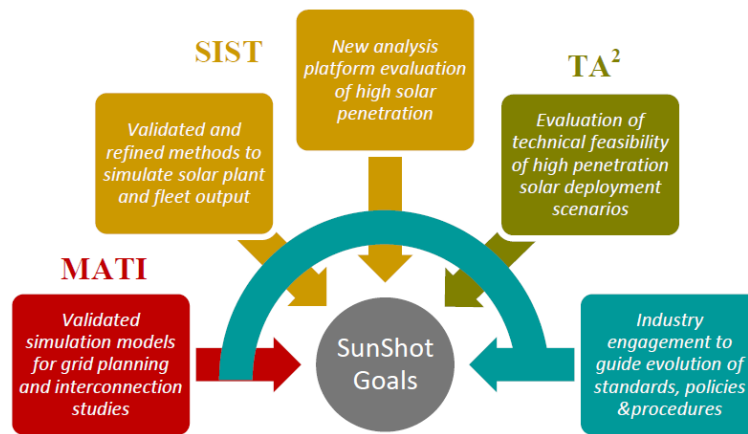 SIST
New analysis
platform evaluation
of high solar
penetration
TA²
Validated and
refined methods to
simulate solar plant
and fleet output
Evaluation of
technical feasibility
of high penetration
solar deployment
scenarios
MATI
Validated
simulation models
for grid planning
and interconnection
studies
SunShot
Goals
Industry
engagement to
guide evolution of
standards, policies
&procedures